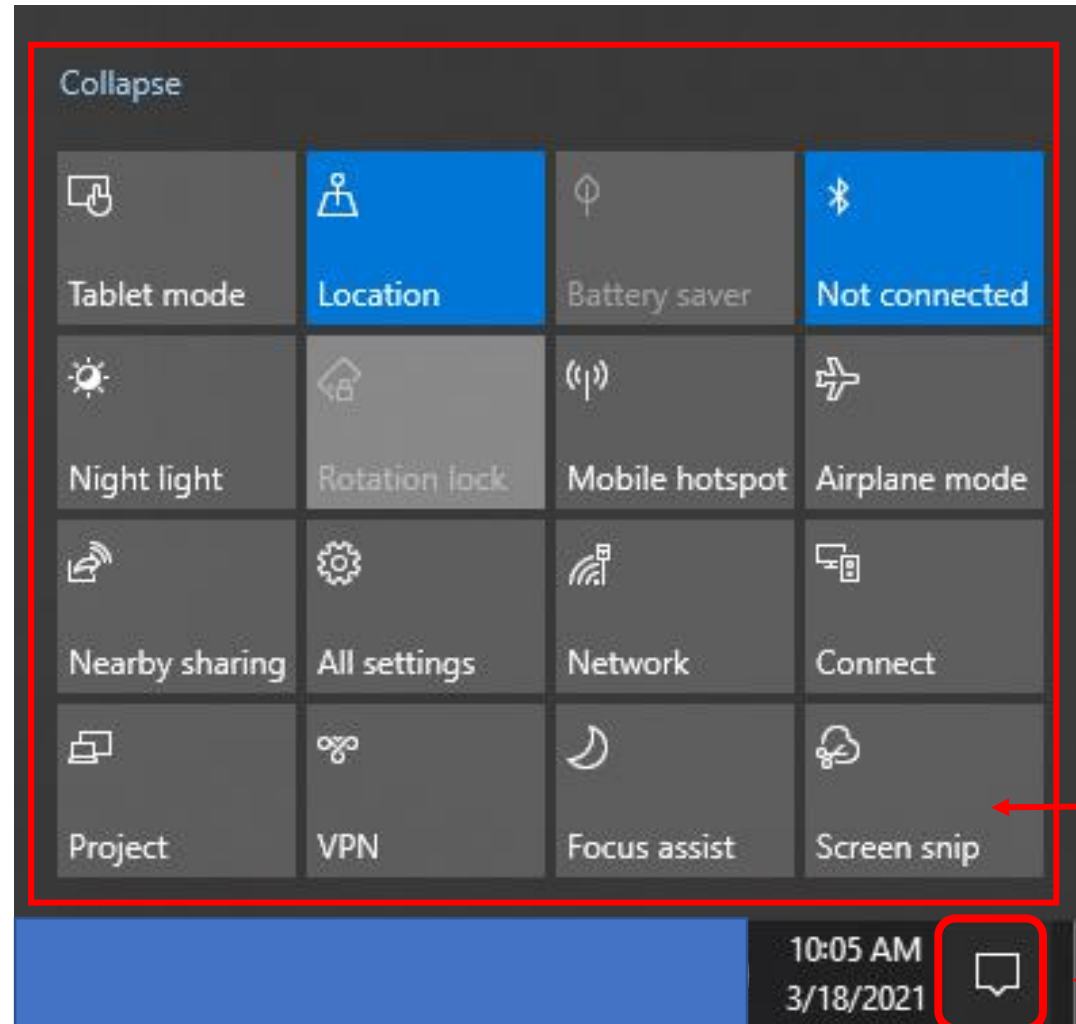 Collapse
Tablet mode
Location
Battery saver
Not connected
Night light
Rotation lock
Mobile hotspot
Airplane mode
Nearby sharing
All settings
Network
Connect
Project
VPN
Focus assist
Screen snip
10:05 AM
3/18/2021